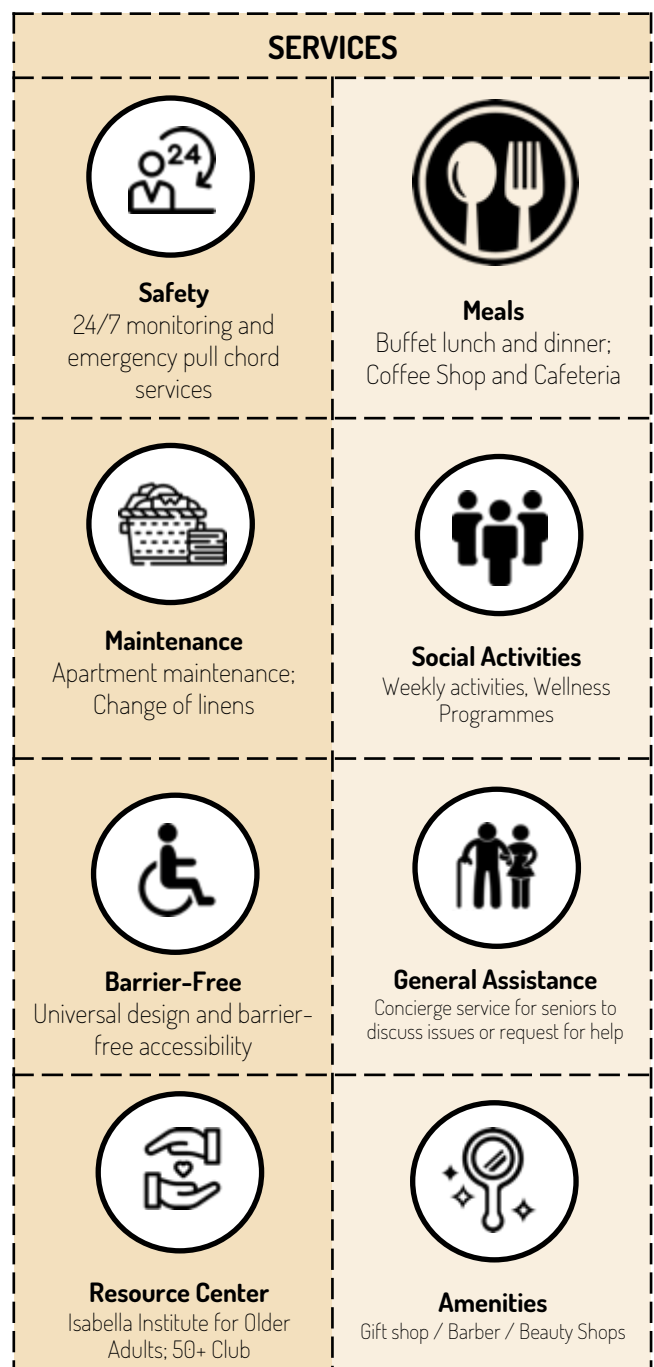 SERVICES
24
Safety
24/7 monitoring and
emergency pull chord
services
Meals
Buffet lunch and dinner;
Coffee Shop and Cafeteria
Maintenance
Apartment maintenance;
Change of linens
Social Activities
Weekly activities, Wellness
Programmes
Barrier-Free
Universal design and barrier-
free accessibility
General Assistance
Concierge service for seniors to
discuss issues or request for help
Resource Center
Isabella Institute for Older
Adults; 50+ Club
Amenities
Gift shop / Barber / Beauty Shops